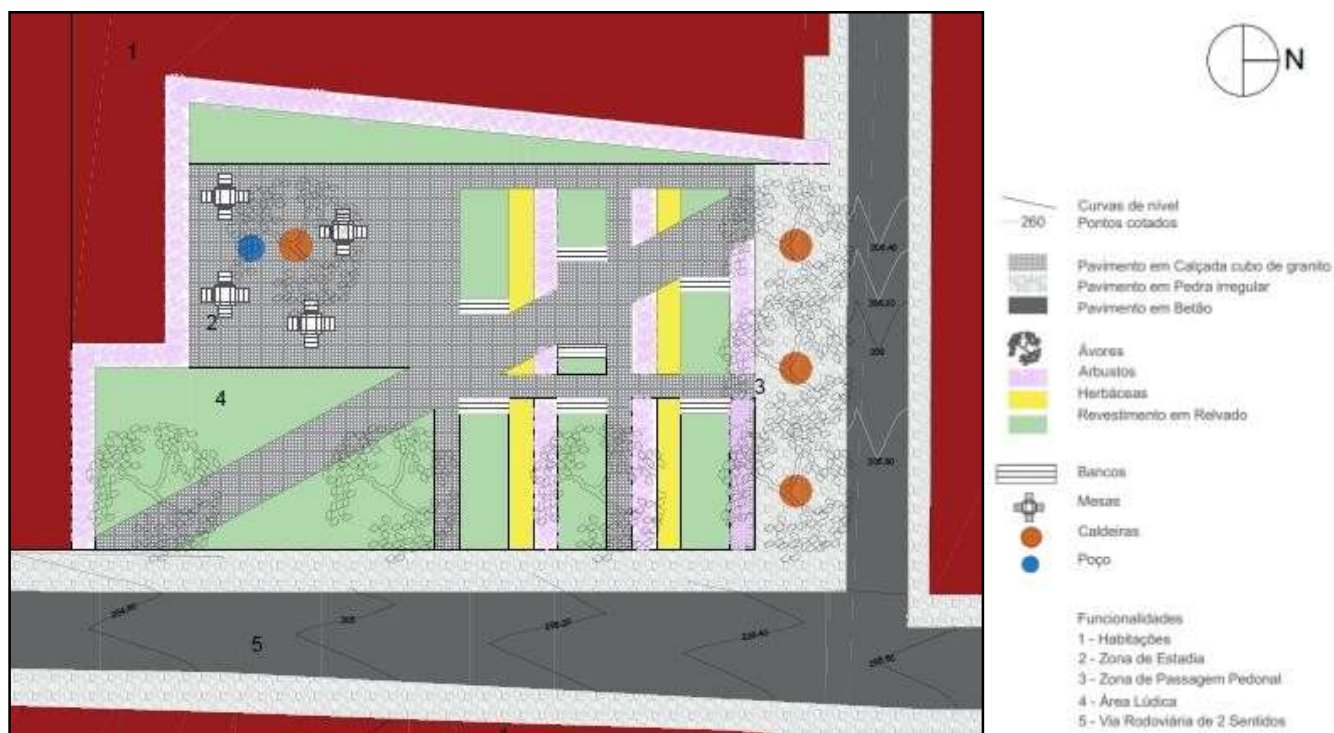 1
N
Curvas de nível
260 Pontos cotados
Pavimento em Calçada cubo de granito
Pavimento em Pedra irregular
Pavimento em Betão
Ávores
Arbustos
Herbáceas
Revestimento em Relvado
2
4
3
5
Bancos
Mesas
Caldeiras
Poço
Funcionalidades
1 - Habitações
2 - Zona de Estadia
3 - Zona de Passagem Pedonal
4 - Área Lúdica
5 - Via Rodoviária de 2 Sentidos